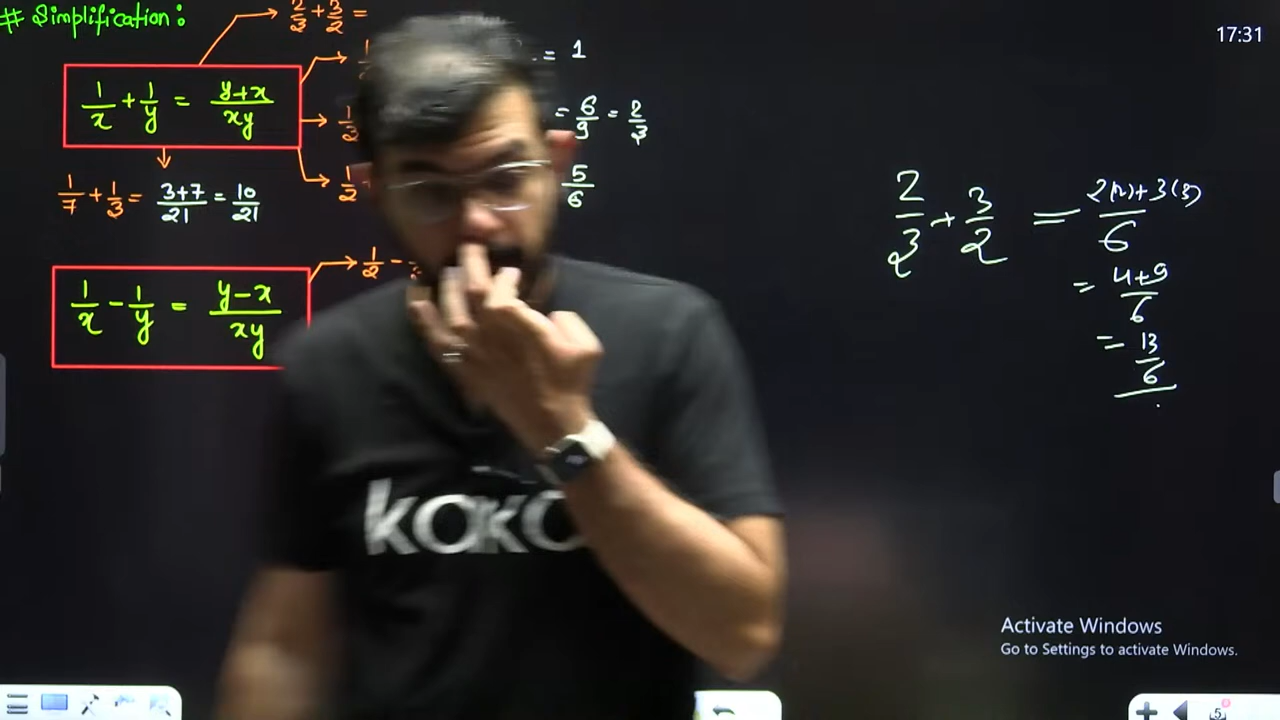 # Simplification:
2/3 + 3/2 =
17:31
1/x + 1/y = y+x/xy
= 1
= 6/9 = 2/3
5/6
1/7 + 1/3 = 3+7/21 = 10/21
1/2 -
1/x - 1/y = y-x/xy
2/3 + 3/2 = 2(2)+3(3)/6
= 4+9/6
= 13/6
kaka
Activate Windows
Go to Settings to activate Windows.
5